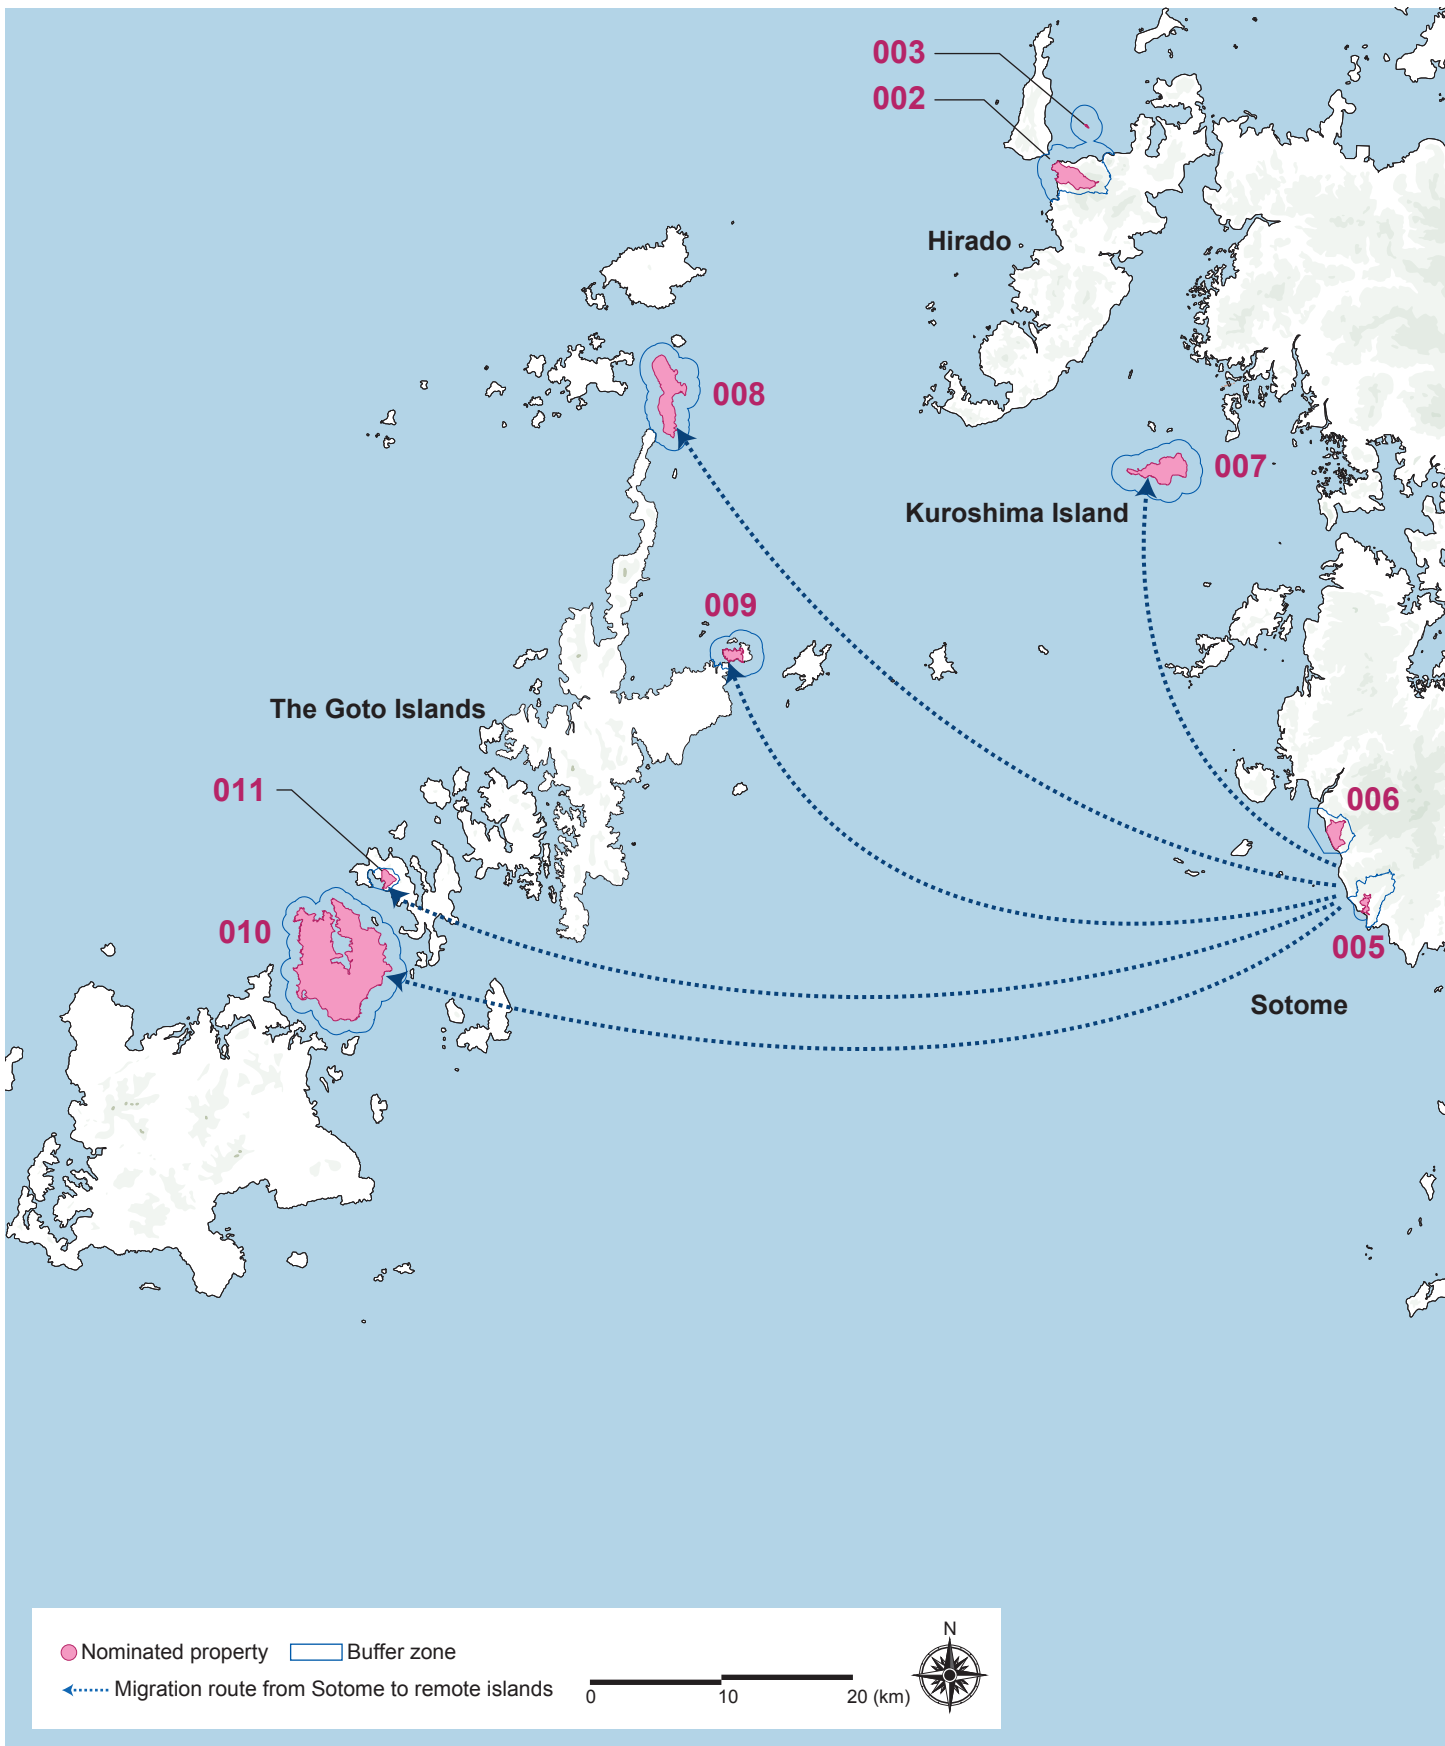 003
002
Hirado
008
007
Kuroshima Island
009
The Goto Islands
011
006
010
005
Sotome
N
Nominated property
Buffer zone
Migration route from Sotome to remote islands
0 10 20 (km)